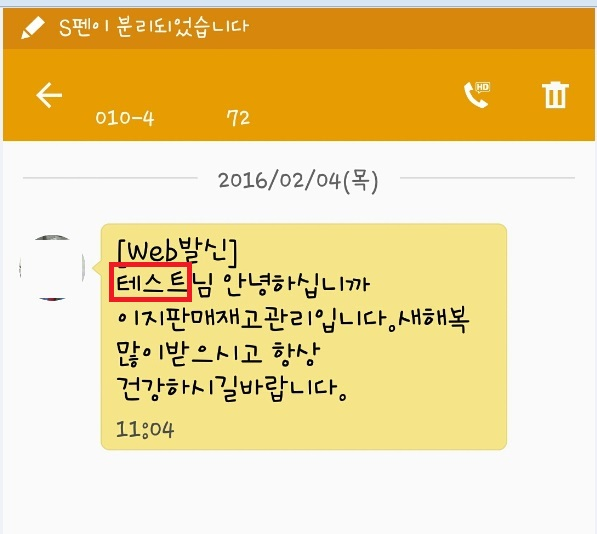 S펜이 분리되었습니다
HD
010-4 72
2016/02/04(목)
[Web발신]
테스트님 안녕하십니까
이지판매재고관리입니다.새해복
많이받으시고 항상
건강하시길바랍니다.
11:04